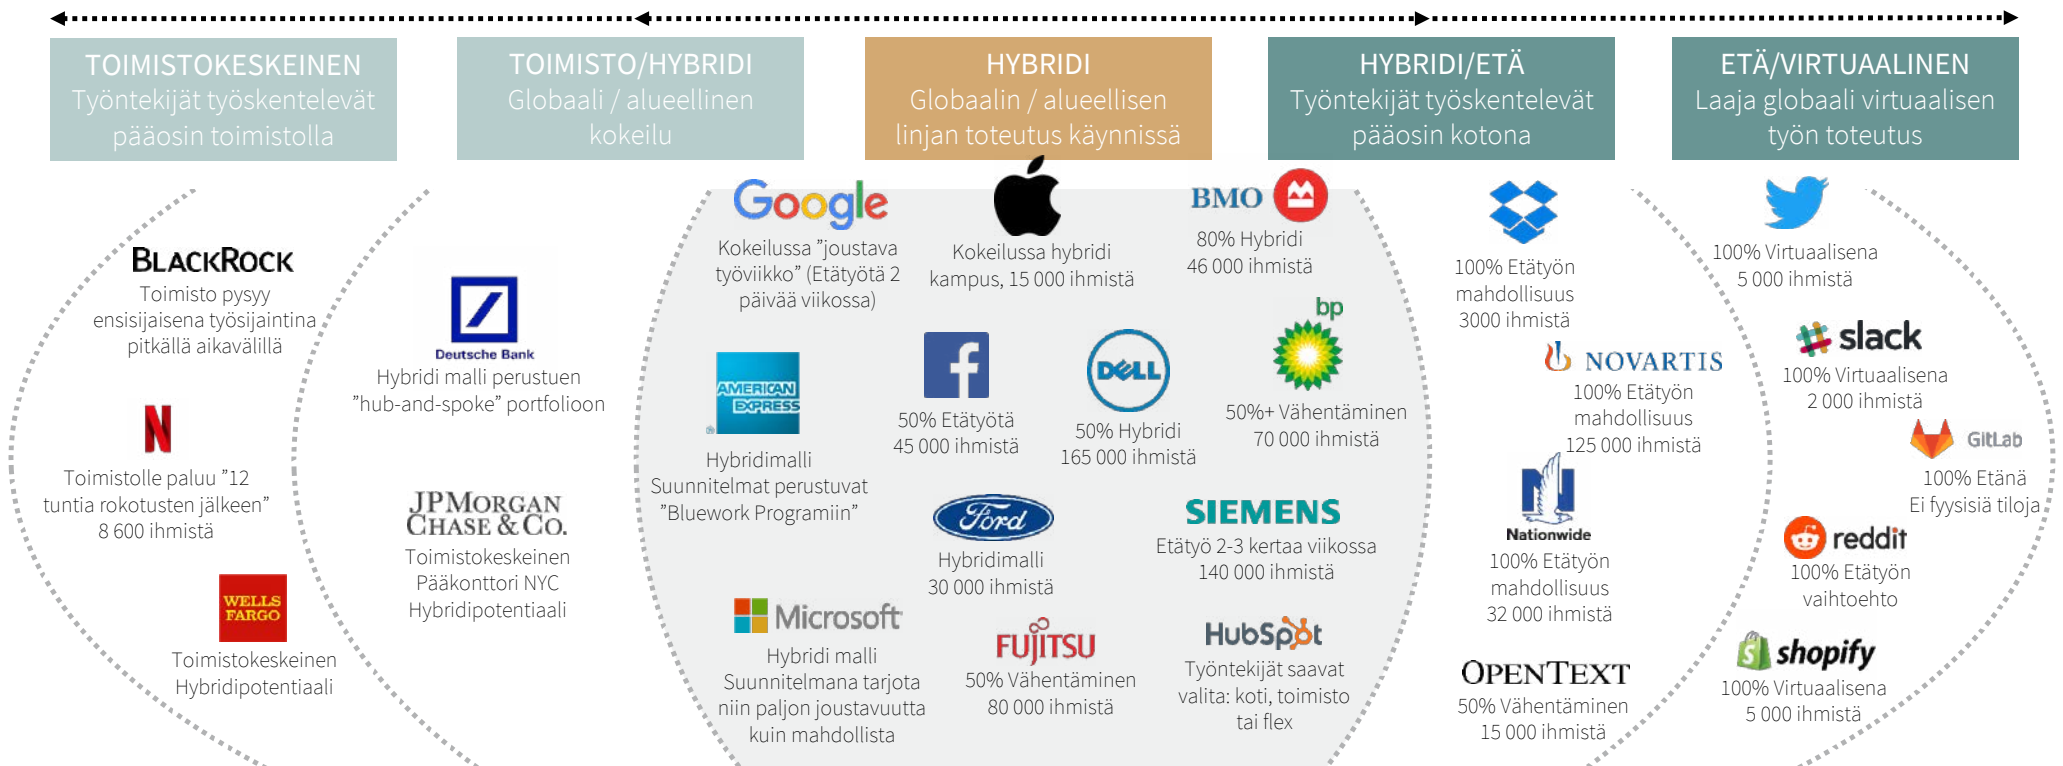 TOIMISTOKESKEINEN
Työntekijät työskentelevät
pääosin toimistolla
TOIMISTO/HYBRIDI
Globaali / alueellinen
kokeilu
HYBRIDI
Globaalin / alueellisen
linjan toteutus käynnissä
HYBRIDI/ETÄ
Työntekijät työskentelevät
pääosin kotona
ETÄ/VIRTUAALINEN
Laaja globaali virtuaalisen
työn toteutus
BLACKROCK
Toimisto pysyy
ensisijaisena työsijaintina
pitkällä aikavälillä
N
Toimistolle paluu ”12
tuntia rokotusten jälkeen”
8 600 ihmistä
WELLS
FARGO
Toimistokeskeinen
Hybridipotentiaali
Deutsche Bank
Hybridi malli perustuen
”hub-and-spoke” portfolioon
JPMORGAN
CHASE & CO.
Toimistokeskeinen
Pääkonttori NYC
Hybridipotentiaali
Google
Kokeilussa ”joustava
työviikko” (Etätyötä 2
päivää viikossa)
AMERICAN
EXPRESS
Hybridimalli
Suunnitelmat perustuvat
”Bluework Programiin”
Microsoft
Hybridi malli
Suunnitelmana tarjota
niin paljon joustavuutta
kuin mahdollista
Kokeilussa hybridi
kampus, 15 000 ihmistä
f
50% Etätyötä
45 000 ihmistä
DELL
50% Hybridi
165 000 ihmistä
Ford
Hybridimalli
30 000 ihmistä
FUJITSU
50% Vähentäminen
80 000 ihmistä
BMO
80% Hybridi
46 000 ihmistä
bp
50%+ Vähentäminen
70 000 ihmistä
SIEMENS
Etätyö 2-3 kertaa viikossa
140 000 ihmistä
HubSpot
Työntekijät saavat
valita: koti, toimisto
tai flex
100% Etätyön
mahdollisuus
3000 ihmistä
NOVARTIS
100% Etätyön
mahdollisuus
125 000 ihmistä
N
Nationwide
100% Etätyön
mahdollisuus
32 000 ihmistä
OPENTEXT
50% Vähentäminen
15 000 ihmistä
100% Virtuaalisena
5 000 ihmistä
slack
100% Virtuaalisena
2 000 ihmistä
GitLab
100% Etänä
Ei fyysisiä tiloja
reddit
100% Etätyön
vaihtoehto
shopify
100% Virtuaalisena
5 000 ihmistä